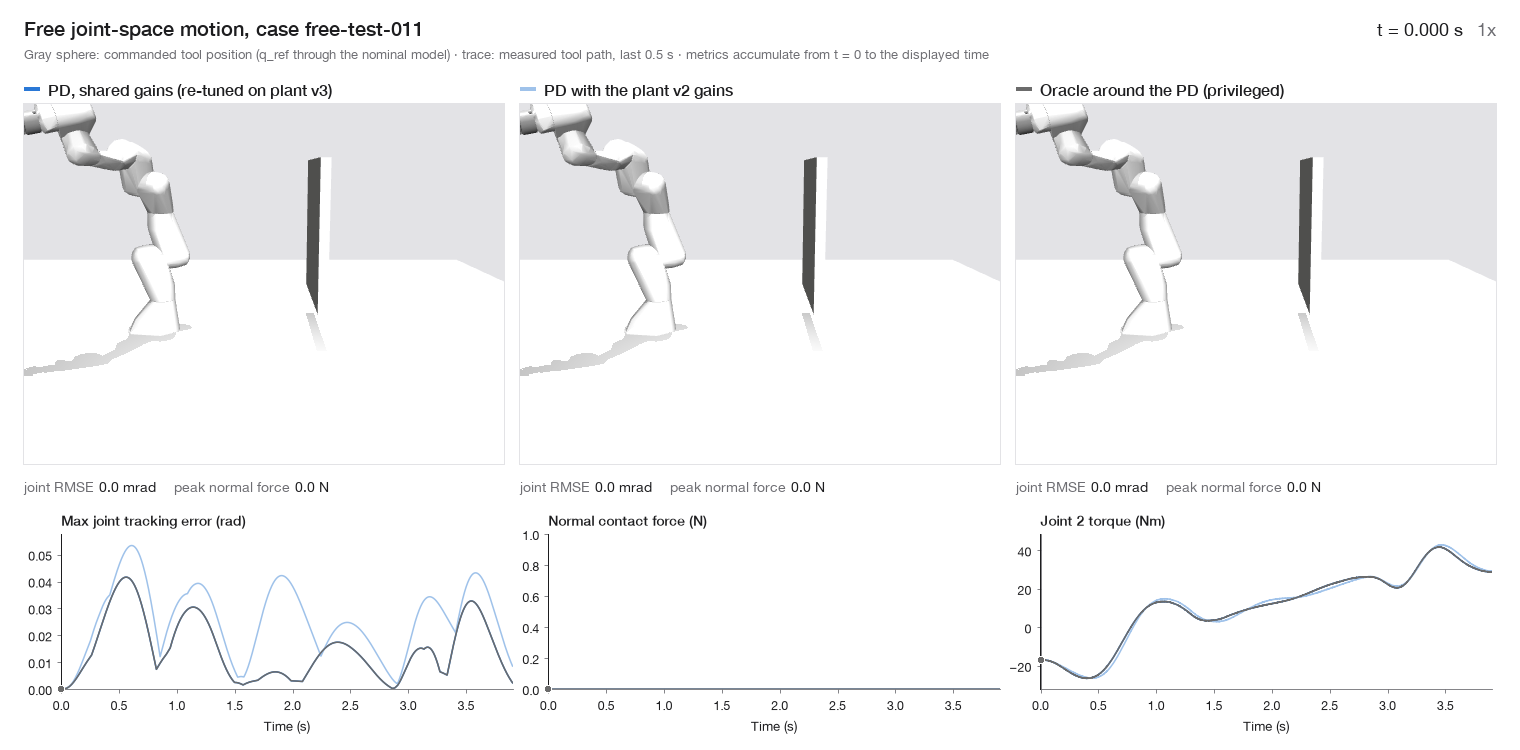 Free joint-space motion, case free-test-011
t = 0.000 s 1x
Gray sphere: commanded tool position (q_ref through the nominal model) · trace: measured tool path, last 0.5 s · metrics accumulate from t = 0 to the displayed time
PD, shared gains (re-tuned on plant v3)
PD with the plant v2 gains
Oracle around the PD (privileged)
joint RMSE 0.0 mrad peak normal force 0.0 N
joint RMSE 0.0 mrad peak normal force 0.0 N
joint RMSE 0.0 mrad peak normal force 0.0 N
Max joint tracking error (rad)
0.05
0.04
0.03
0.02
0.01
0.00
0.0 0.5 1.0 1.5 2.0 2.5 3.0 3.5
Time (s)
Normal contact force (N)
1.0
0.8
0.6
0.4
0.2
0.0
0.0 0.5 1.0 1.5 2.0 2.5 3.0 3.5
Time (s)
Joint 2 torque (Nm)
40
20
0
−20
0.0 0.5 1.0 1.5 2.0 2.5 3.0 3.5
Time (s)